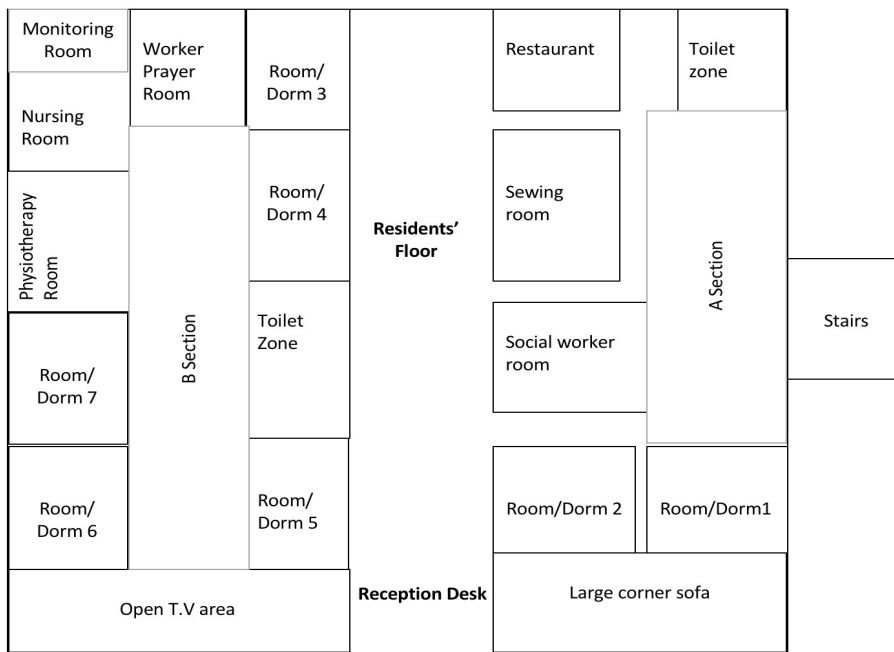 Monitoring
Room
Worker
Prayer
Room
Room/
Dorm 3
Restaurant
Toilet
zone
Nursing
Room
Physiotherapy
Room
Room/
Dorm 4
Residents’
Floor
Sewing
room
A Section
Stairs
B Section
Toilet
Zone
Social worker
room
Room/
Dorm 7
Room/
Dorm 6
Room/
Dorm 5
Room/Dorm 2
Room/Dorm1
Open T.V area
Reception Desk
Large corner sofa